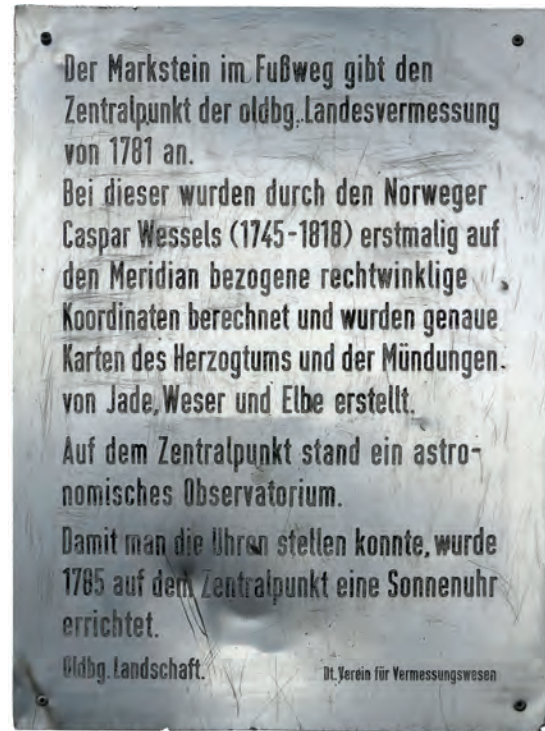 Der Markstein im Fußweg gibt den
Zentralpunkt der oldbg. Landesvermessung
von 1781 an.
Bei dieser wurden durch den Norweger
Caspar Wessels (1745-1818) erstmalig auf
den Meridian bezogene rechtwinklige
Koordinaten berechnet und wurden genaue
Karten des Herzogtums und der Mündungen
von Jade, Weser und Elbe erstellt.
Auf dem Zentralpunkt stand ein astro-
nomisches Observatorium.
Damit man die Uhren stellen konnte, wurde
1785 auf dem Zentralpunkt eine Sonnenuhr
errichtet.
Oldbg. Landschaft. Dt. Verein für Vermessungswesen